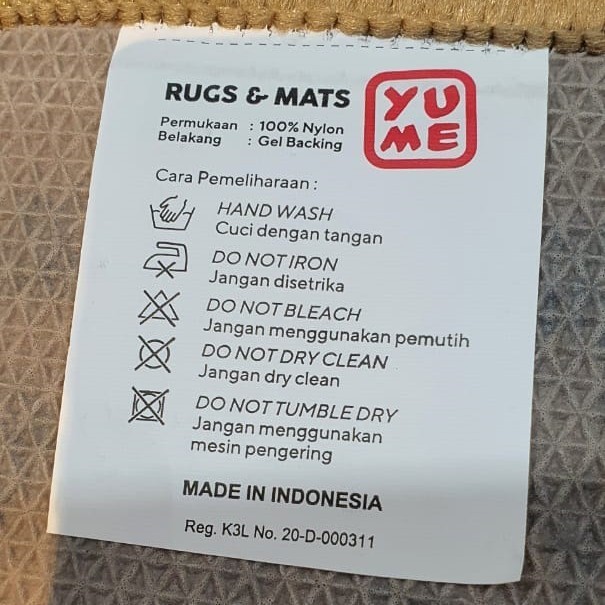 RUGS & MATS
YU
ME
Permukaan : 100% Nylon
Belakang : Gel Backing
Cara Pemeliharaan :
HAND WASH
Cuci dengan tangan
DO NOT IRON
Jangan disetrika
DO NOT BLEACH
Jangan menggunakan pemutih
DO NOT DRY CLEAN
Jangan dry clean
DO NOT TUMBLE DRY
Jangan menggunakan
mesin pengering
MADE IN INDONESIA
Reg. K3L No. 20-D-000311